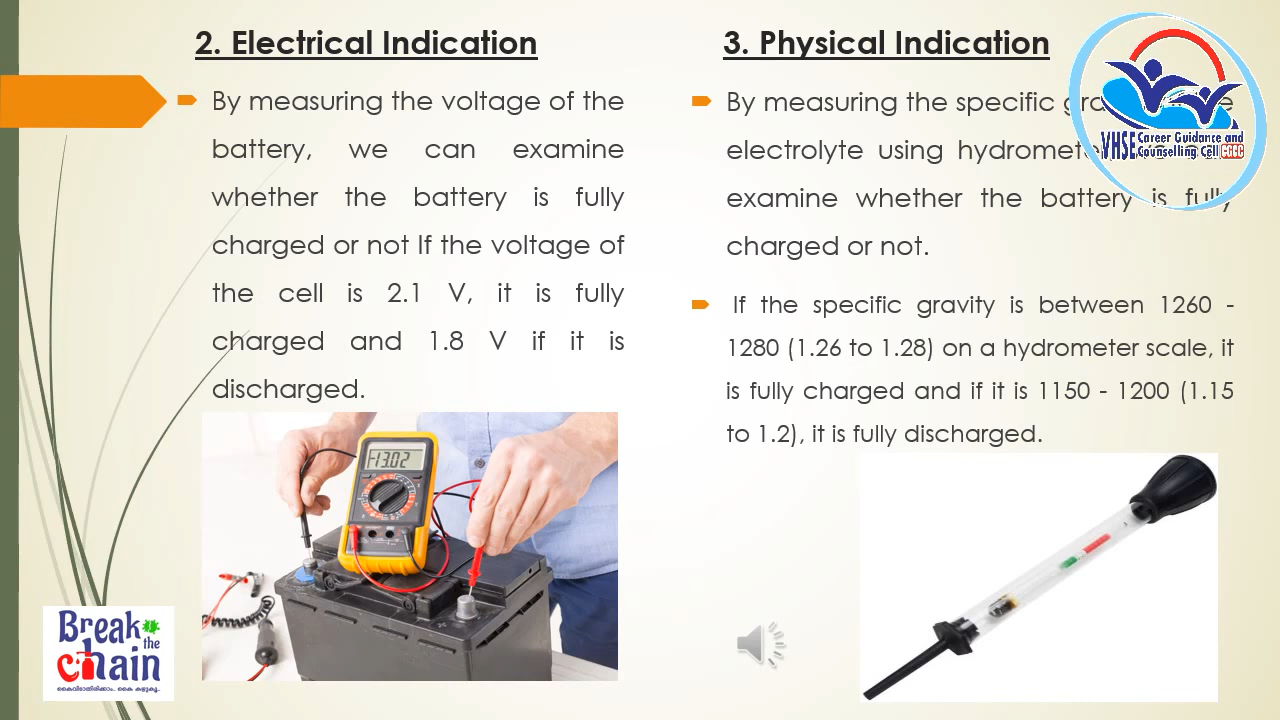 2. Electrical Indication
By measuring the voltage of the
battery, we can examine
whether the battery is fully
charged or not If the voltage of
the cell is 2.1 V, it is fully
charged and 1.8 V if it is
discharged.
3. Physical Indication
By measuring the specific
electrolyte using
examine whether the battery is fully
charged or not.
If the specific gravity is between 1260 -
1280 (1.26 to 1.28) on a hydrometer scale, it
is fully charged and if it is 1150 - 1200 (1.15
to 1.2), it is fully discharged.
VHSE Career Guidance and
Counselling Cell CGCC
13.02
Break
the
chain